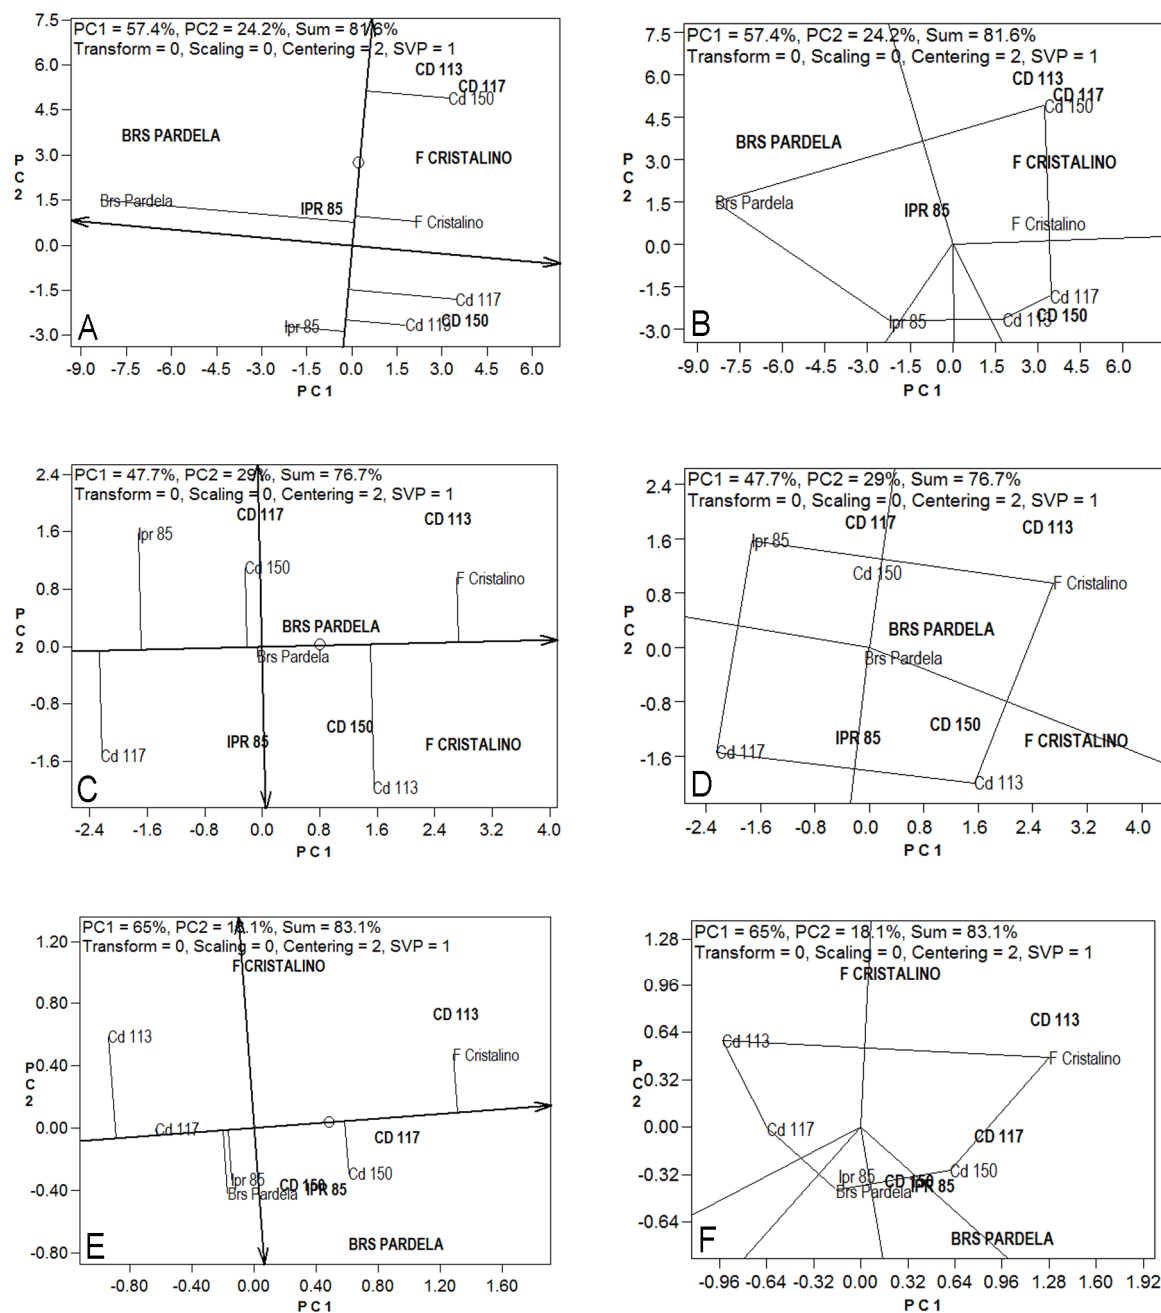 PC1 = 57.4%, PC2 = 24.2%, Sum = 81.6%
Transform = 0, Scaling = 0, Centering = 2, SVP = 1
7.5
6.0
4.5
3.0
1.5
0.0
-1.5
-3.0
PC2
CD 113
CD 117
Cd 150
BRS PARDELA
F CRISTALINO
Brs Pardela
IPR 85
F Cristalino
Cd 117
Ipr 85
Cd 113
CD 150
A
-9.0 -7.5 -6.0 -4.5 -3.0 -1.5 0.0 1.5 3.0 4.5 6.0
PC1
PC1 = 57.4%, PC2 = 24.2%, Sum = 81.6%
Transform = 0, Scaling = 0, Centering = 2, SVP = 1
7.5
6.0
4.5
3.0
1.5
0.0
-1.5
-3.0
PC2
CD 113
CD 117
Cd 150
BRS PARDELA
F CRISTALINO
Brs Pardela
IPR 85
F Cristalino
Cd 117
Ipr 85
Cd 113
CD 150
B
-9.0 -7.5 -6.0 -4.5 -3.0 -1.5 0.0 1.5 3.0 4.5 6.0
PC1
PC1 = 47.7%, PC2 = 29%, Sum = 76.7%
Transform = 0, Scaling = 0, Centering = 2, SVP = 1
2.4
1.6
0.8
0.0
-0.8
-1.6
PC2
CD 117
CD 113
Ipr 85
Cd 150
F Cristalino
BRS PARDELA
Brs Pardela
CD 150
IPR 85
F CRISTALINO
Cd 117
Cd 113
C
-2.4 -1.6 -0.8 0.0 0.8 1.6 2.4 3.2 4.0
PC1
PC1 = 47.7%, PC2 = 29%, Sum = 76.7%
Transform = 0, Scaling = 0, Centering = 2, SVP = 1
2.4
1.6
0.8
0.0
-0.8
-1.6
PC2
CD 117
CD 113
Ipr 85
Cd 150
F Cristalino
BRS PARDELA
Brs Pardela
CD 150
IPR 85
F CRISTALINO
Cd 117
Cd 113
D
-2.4 -1.6 -0.8 0.0 0.8 1.6 2.4 3.2 4.0
PC1
PC1 = 65%, PC2 = 18.1%, Sum = 83.1%
Transform = 0, Scaling = 0, Centering = 2, SVP = 1
1.20
0.80
0.40
0.00
-0.40
-0.80
PC2
F CRISTALINO
CD 113
Cd 113
F Cristalino
Cd 117
CD 117
Cd 150
Ipr 85
Brs Pardela
CD 150
IPR 85
BRS PARDELA
E
-0.80 -0.40 0.00 0.40 0.80 1.20 1.60
PC1
PC1 = 65%, PC2 = 18.1%, Sum = 83.1%
Transform = 0, Scaling = 0, Centering = 2, SVP = 1
1.28
0.96
0.64
0.32
0.00
-0.32
-0.64
PC2
F CRISTALINO
CD 113
Cd 113
F Cristalino
Cd 117
CD 117
Cd 150
Ipr 85
Brs Pardela
CD 150
IPR 85
BRS PARDELA
F
-0.96 -0.64 -0.32 0.00 0.32 0.64 0.96 1.28 1.60 1.92
PC1